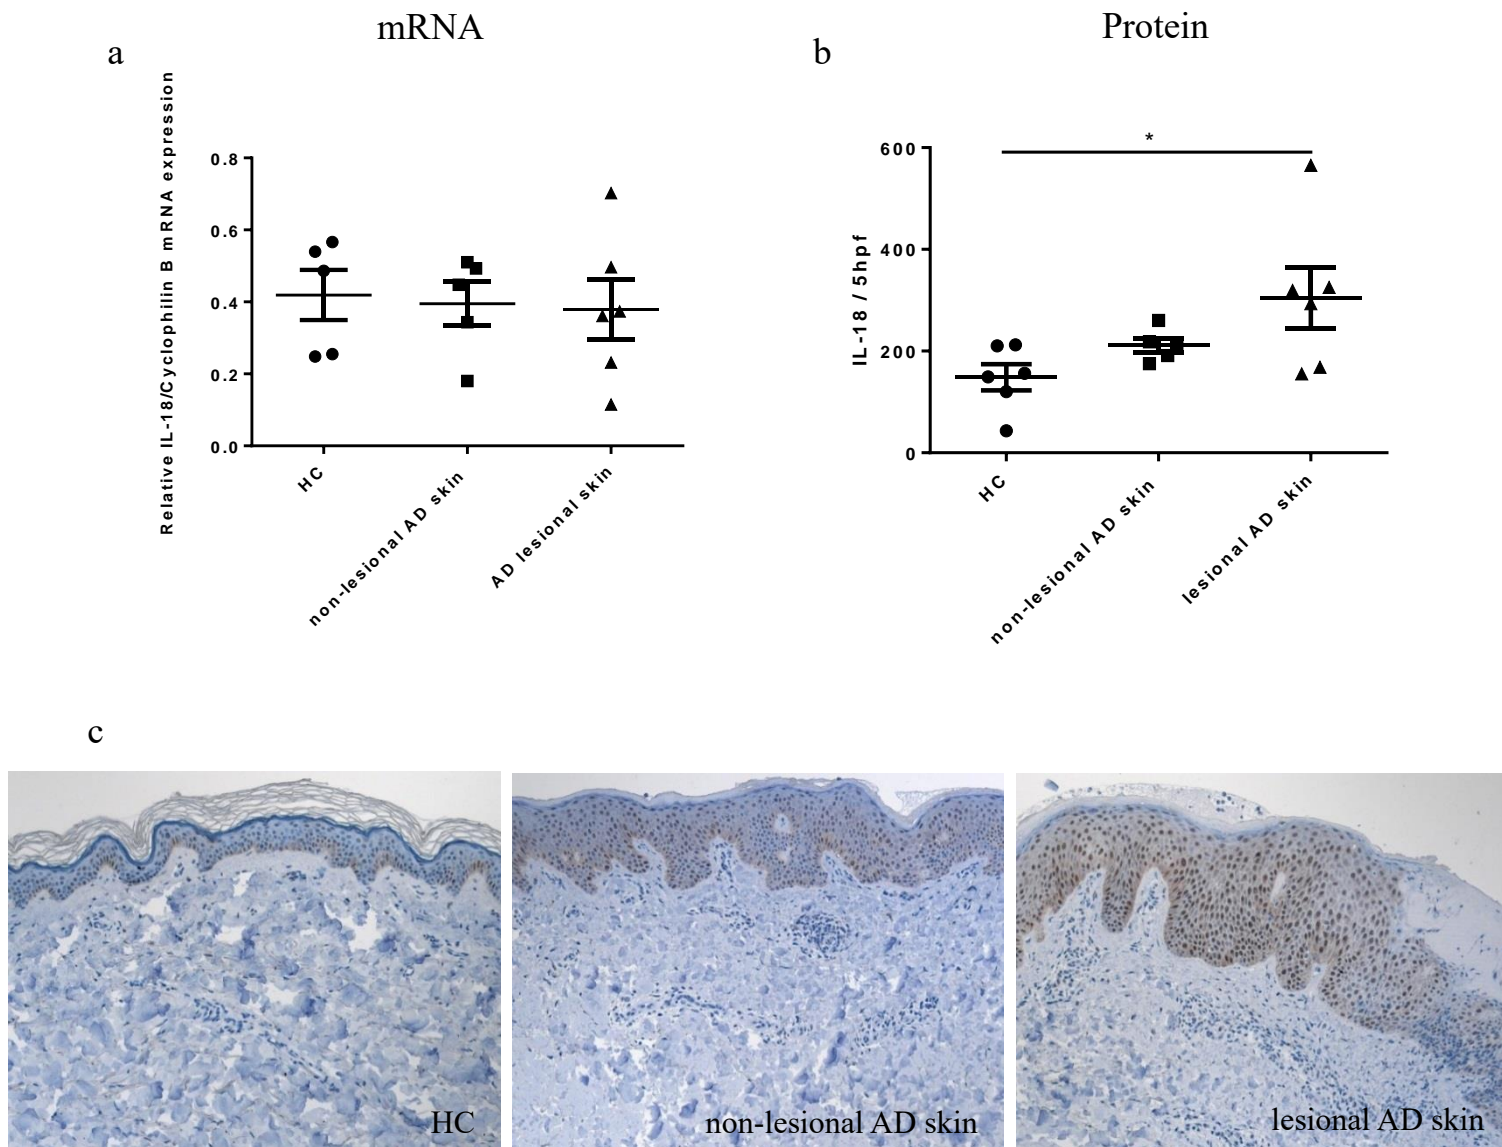 mRNA
Protein
a
b
Relative IL-18/Cyclophilin B mRNA expression
0.8
0.6
0.4
0.2
0.0
HC
non-lesional AD skin
AD lesional skin
*
IL-18 / 5hpf
600
400
200
0
HC
non-lesional AD skin
lesional AD skin
c
HC
non-lesional AD skin
lesional AD skin